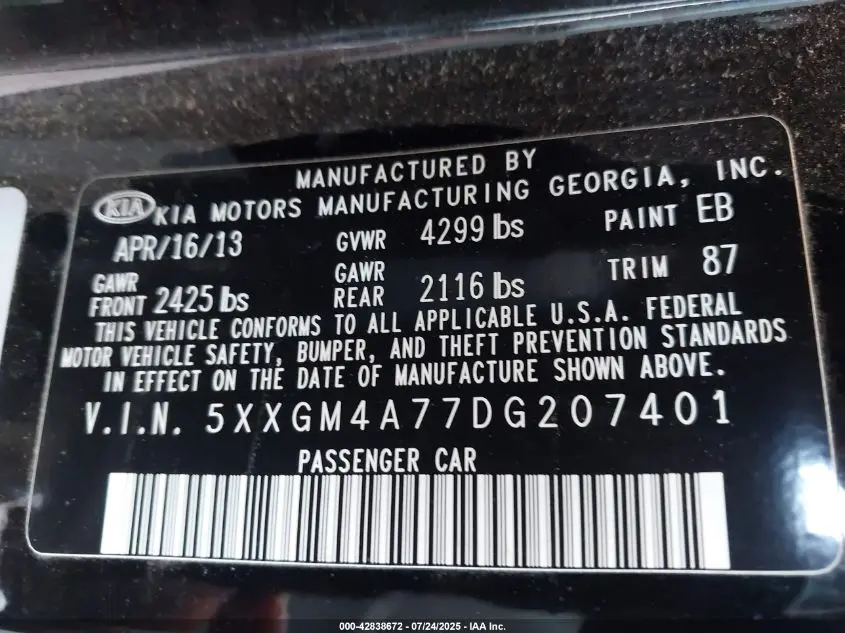 MANUFACTURED BY
KIA KIA MOTORS MANUFACTURING GEORGIA, INC.
APR/16/13 GVWR 4299 lbs PAINT EB
GAWR FRONT 2425 lbs GAWR REAR 2116 lbs TRIM 87
THIS VEHICLE CONFORMS TO ALL APPLICABLE U.S.A. FEDERAL
MOTOR VEHICLE SAFETY, BUMPER, AND THEFT PREVENTION STANDARDS
IN EFFECT ON THE DATE OF MANUFACTURE SHOWN ABOVE.
V.I.N. 5XXGM4A77DG207401
PASSENGER CAR
000-42838672 - 07/24/2025 - IAA Inc.